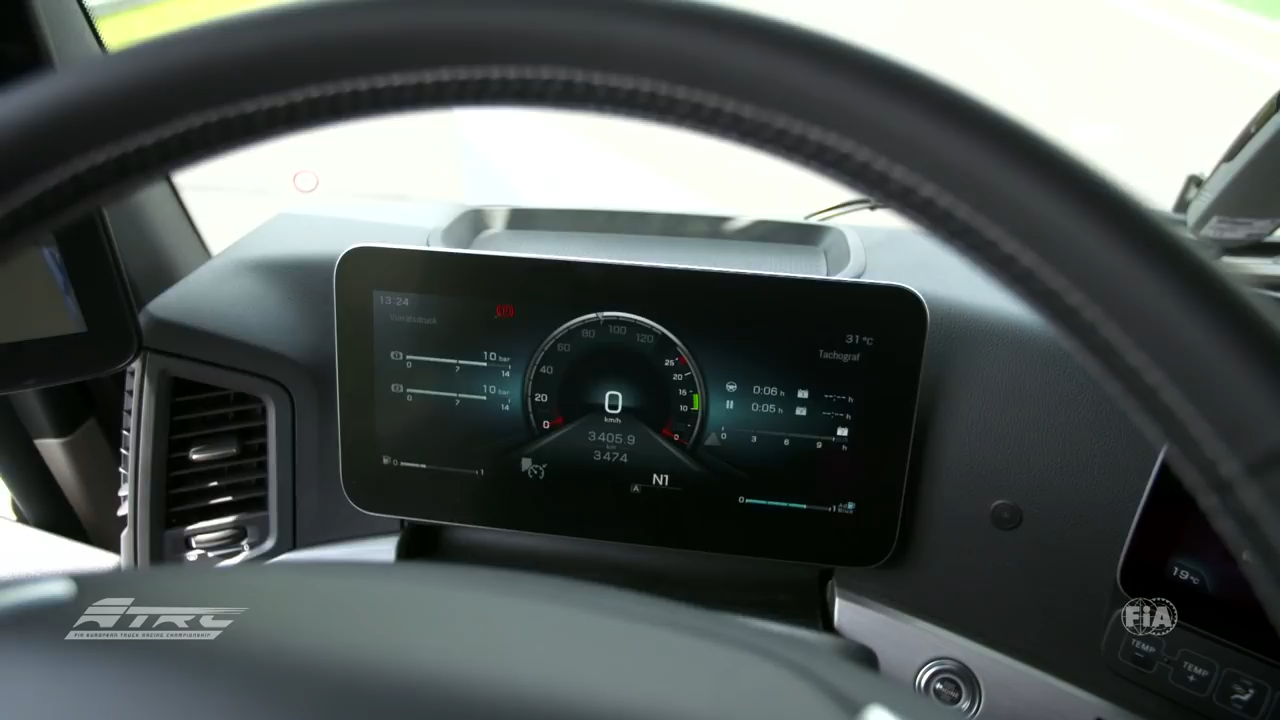 13:24
Vorratsdruck
31 °C
Tachograf
10 bar
0 7 14
10 bar
0 7 14
0 20 40 60 80 100 120
25
20
15
10
0
0
km/h
3405.9
km
3474
0:06 h --:-- h
0:05 h --:-- h
0 3 6 9 h
0 1
N1
A
0 1
19°C
TEMP
−
TEMP
+
ETRC
FIA EUROPEAN TRUCK RACING CHAMPIONSHIP
FiA